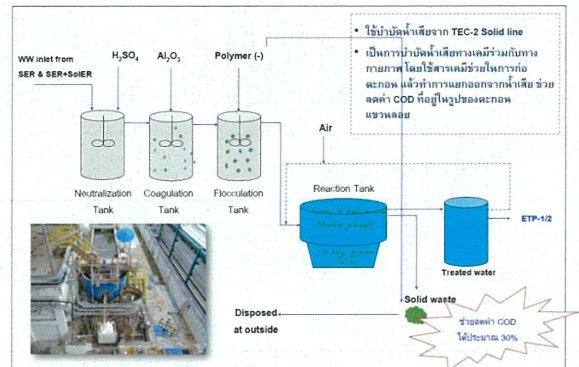 • ใช้บำบัดน้ำเสียจาก TEC-2 Solid line
• เป็นการบำบัดน้ำเสียทางเคมีร่วมกับทาง
กายภาพ โดยใช้สารเคมีช่วยในการก่อ
ตะกอน แล้วทำการแยกออกจากน้ำเสีย ช่วย
ลดค่า COD ที่อยู่ในรูปของตะกอน
แขวนลอย
WW inlet from
SER & SER+SolER
H₂SO₄
Al₂O₃
Polymer (-)
Air
Neutralization
Tank
Coagulation
Tank
Flocculation
Tank
Reaction Tank
ETP-1/2
Treated water
Solid waste
Disposed
at outside
ช่วยลดค่า COD
ได้ประมาณ 30%